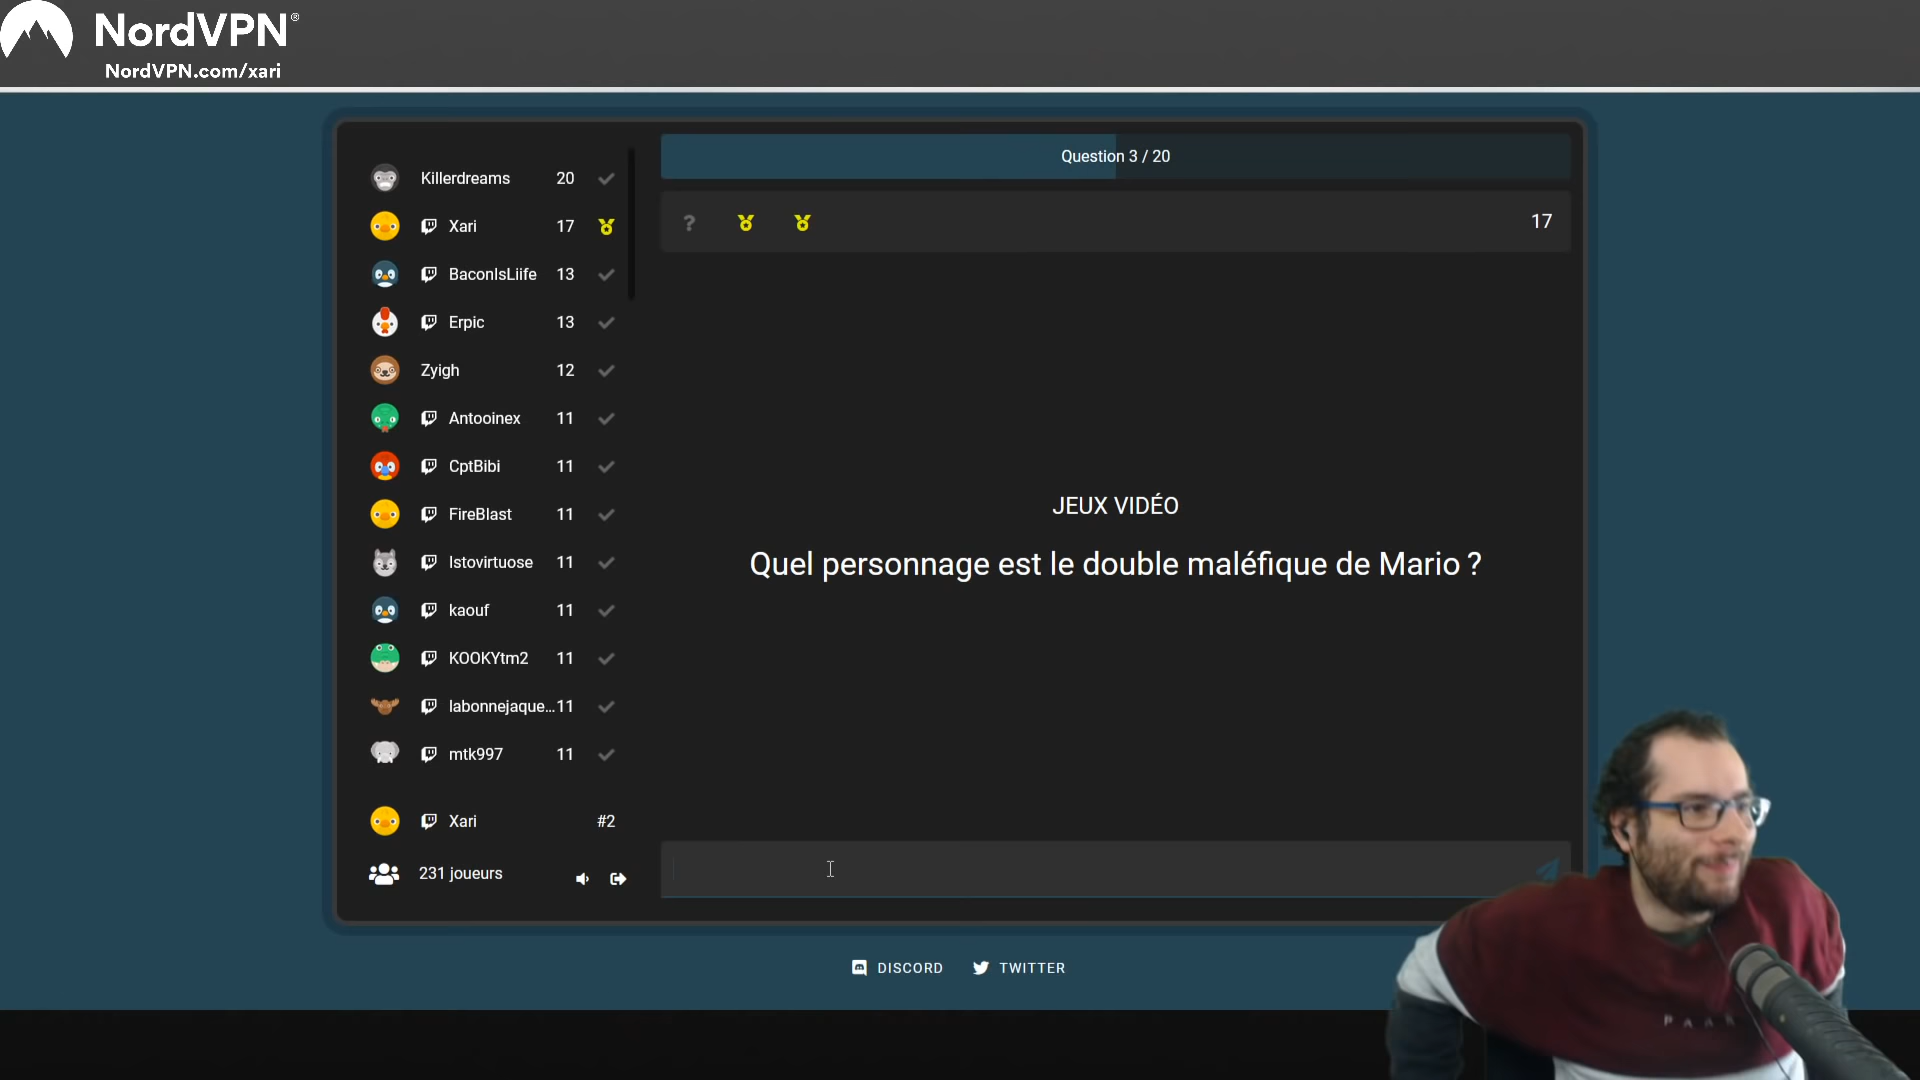 NordVPN®
NordVPN.com/xari
Killerdreams 20
Xari 17
BaconIsLiife 13
Erpic 13
Zyigh 12
Antooinex 11
CptBibi 11
FireBlast 11
Istovirtuose 11
kaouf 11
KOOKYtm2 11
labonnejaque... 11
mtk997 11
Xari #2
231 joueurs
Question 3 / 20
? 17
JEUX VIDÉO
Quel personnage est le double maléfique de Mario ?
DISCORD TWITTER